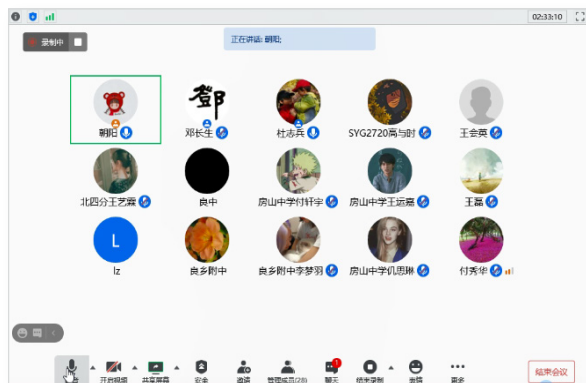 02:33:10
录制中
正在讲话: 朝阳;
鄧
朝阳
邓长生
杜志兵
SYG2720高与时
王会英
北四分王艺霖
良中
房山中学付轩宇
房山中学王运嘉
王磊
L
lz
良乡附中
良乡附中李梦羽
房山中学仉思琳
付秀华
开启视频
共享屏幕
安全
邀请
管理成员(20)
聊天
结束录制
表情
更多
结束会议